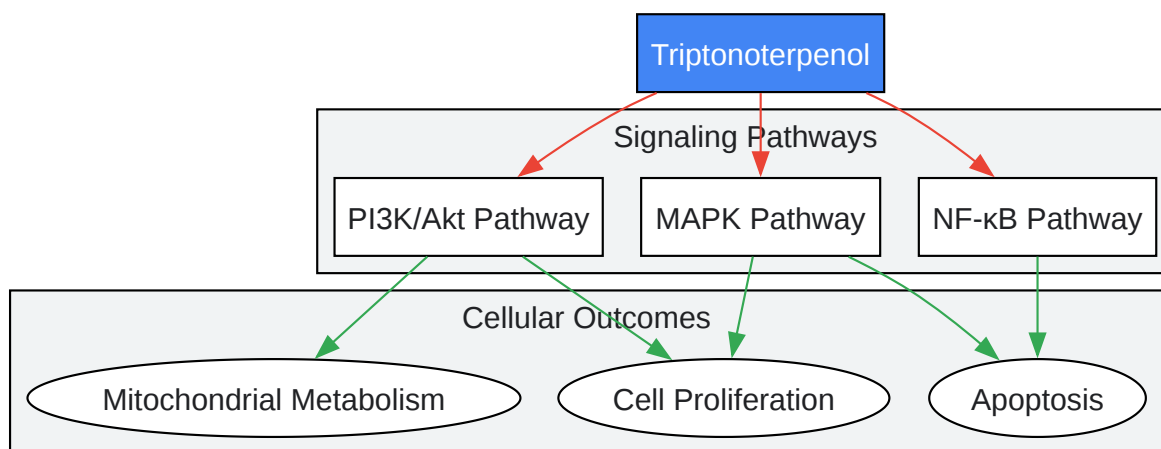 Triptonoterpenol
Signaling Pathways
PI3K/Akt Pathway
MAPK Pathway
NF-κB Pathway
Cellular Outcomes
Mitochondrial Metabolism
Cell Proliferation
Apoptosis